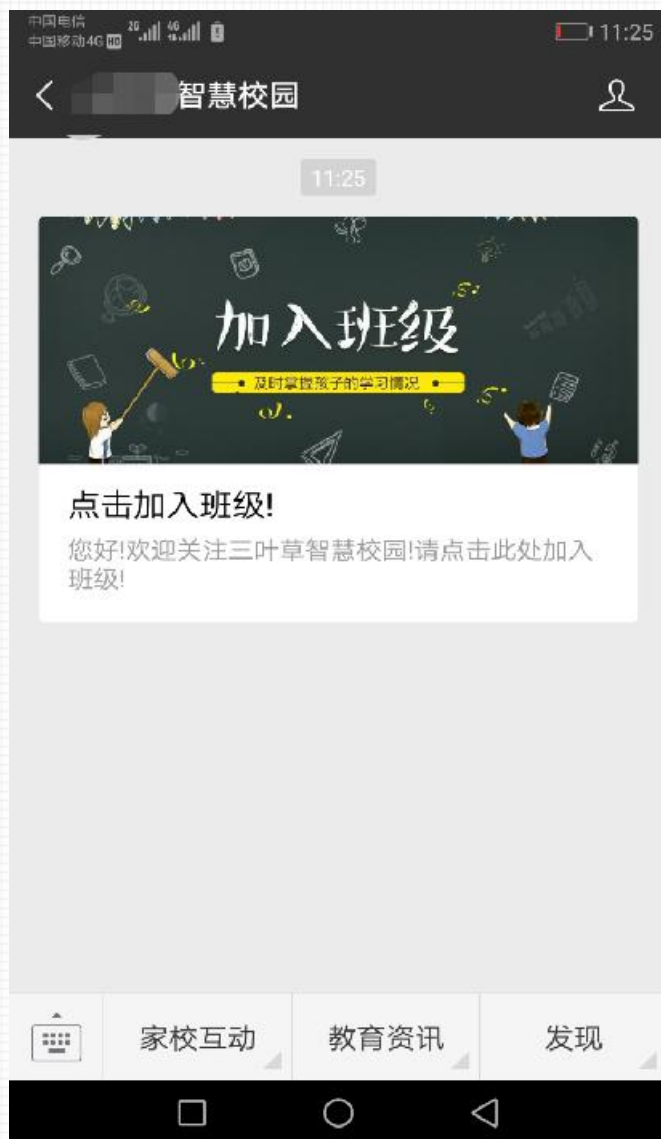 中国电信
中国移动4G HD 2G 4G 11:25
智慧校园
11:25
加入班级
• 及时掌握孩子的学习情况 •
点击加入班级!
您好!欢迎关注三叶草智慧校园!请点击此处加入
班级!
家校互动 教育资讯 发现